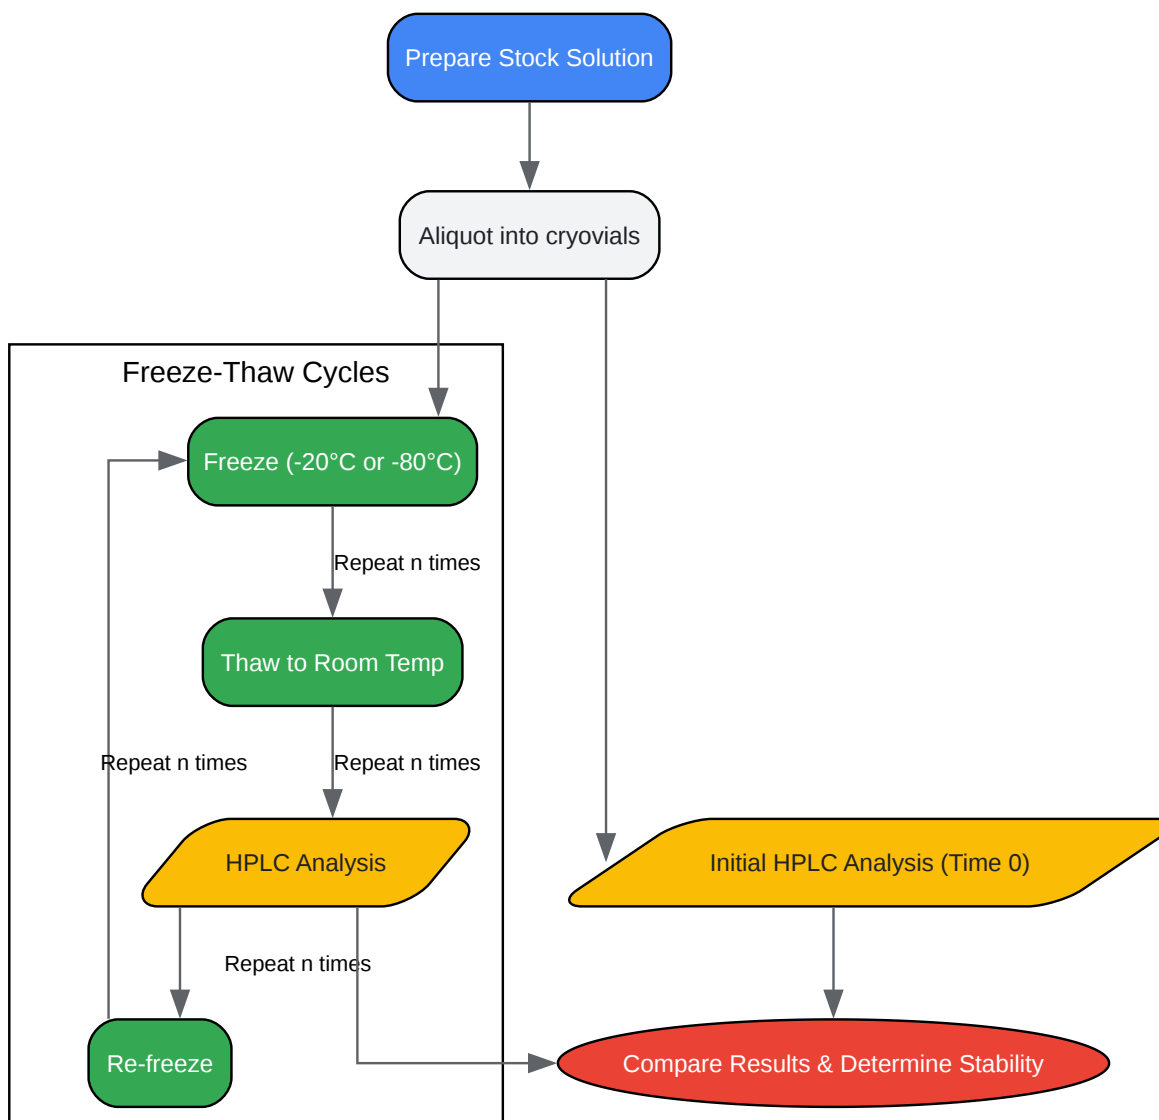 Prepare Stock Solution
Aliquot into cryovials
Freeze-Thaw Cycles
Freeze (-20°C or -80°C)
Repeat n times
Thaw to Room Temp
Repeat n times
Repeat n times
HPLC Analysis
Initial HPLC Analysis (Time 0)
Repeat n times
Re-freeze
Compare Results & Determine Stability